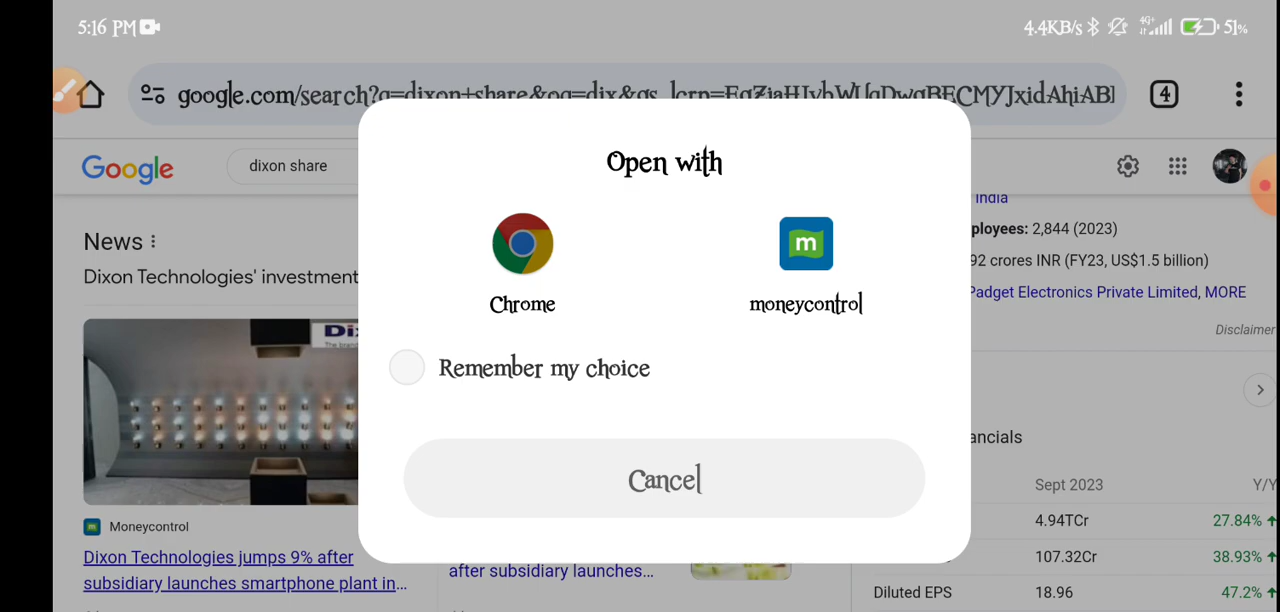 5:16 PM
4.4KB/s 4G+ 51%
google.com/search?q=dixon+share&oq=dix&gs_lcrp=EgZjaHJvbWUqDwgBECMYJxidAhiABI
4
Google
dixon share
Open with
Chrome
moneycontrol
m
Remember my choice
Cancel
News
Dixon Technologies' investment
Moneycontrol
Dixon Technologies jumps 9% after
subsidiary launches smartphone plant in...
after subsidiary launches...
India
ployees: 2,844 (2023)
92 crores INR (FY23, US$1.5 billion)
Padget Electronics Private Limited, MORE
Disclaimer
ancials
Sept 2023 Y/Y
4.94TCr 27.84%
107.32Cr 38.93%
Diluted EPS 18.96 47.2%